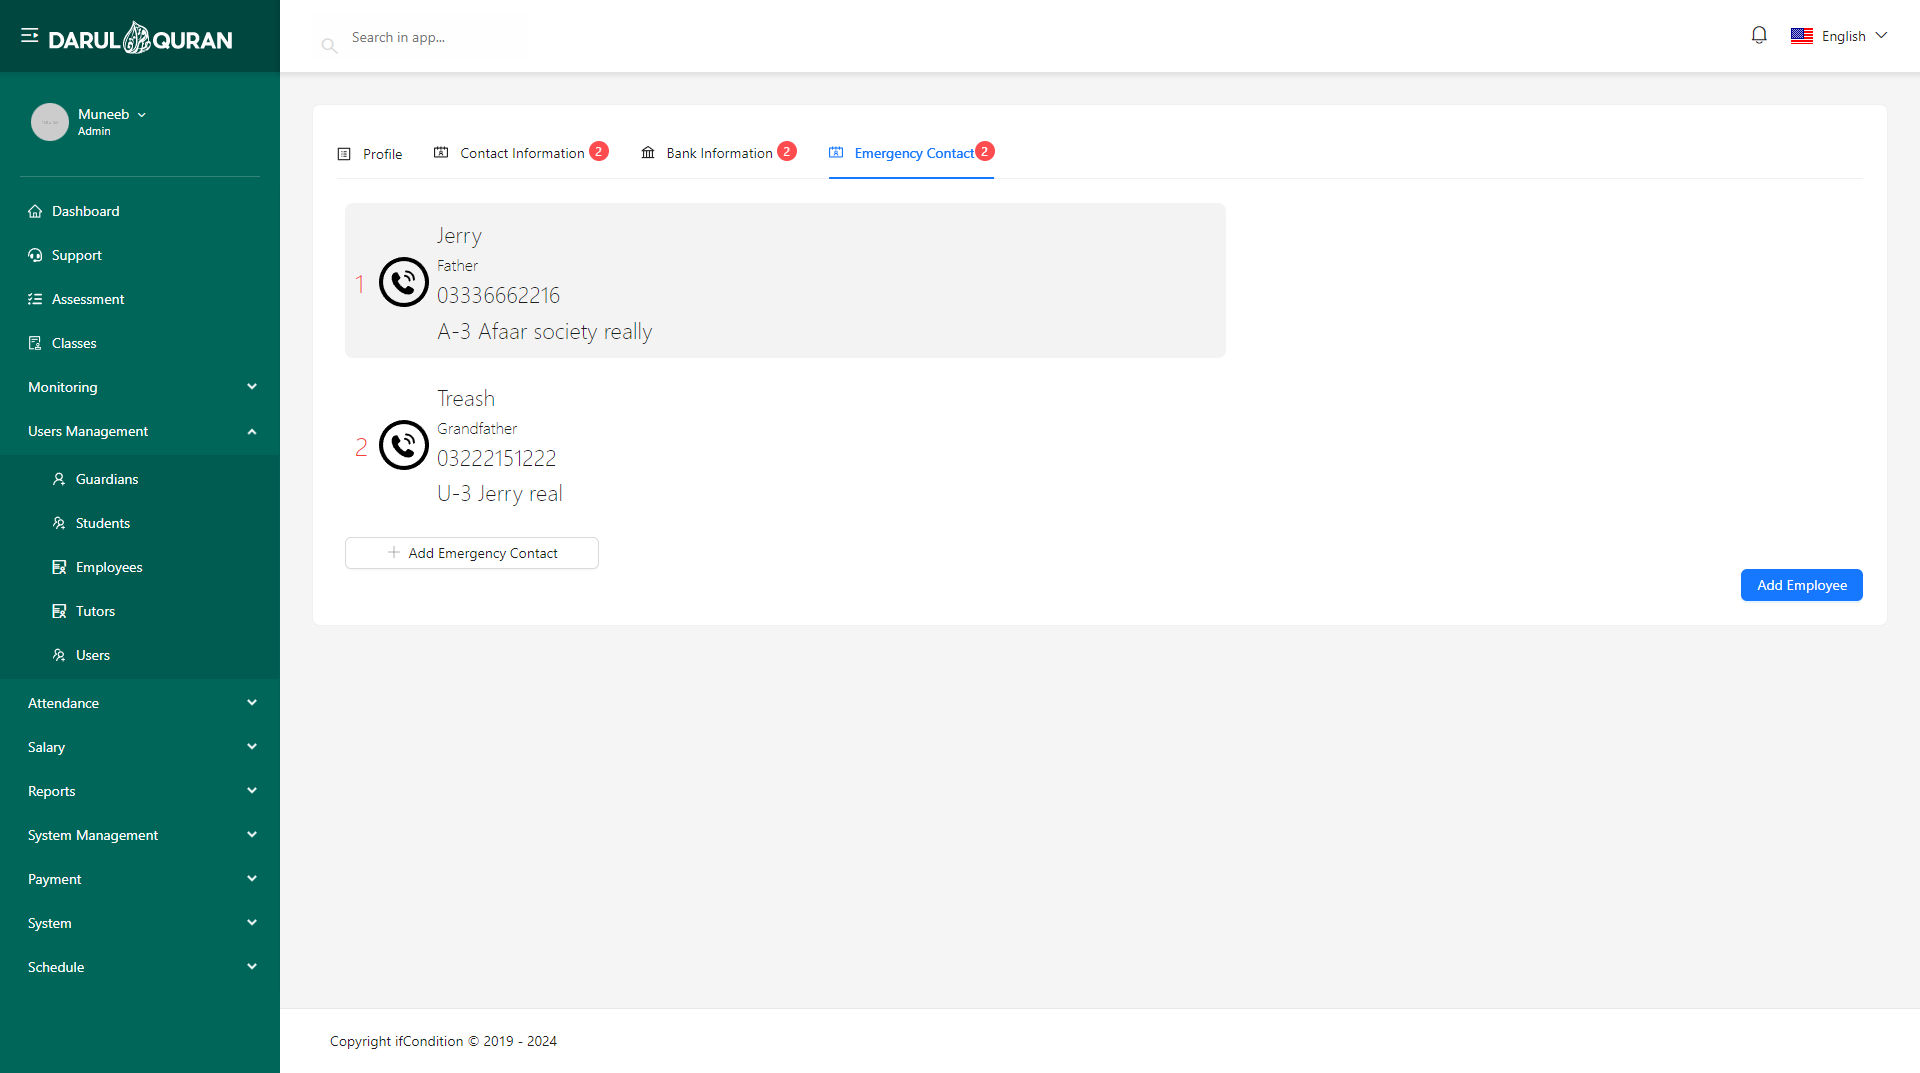 DARUL QURAN
Search in app...
English
Muneeb
Admin
Dashboard
Support
Assessment
Classes
Monitoring
Users Management
Guardians
Students
Employees
Tutors
Users
Attendance
Salary
Reports
System Management
Payment
System
Schedule
Profile
Contact Information 2
Bank Information 2
Emergency Contact 2
1
Jerry
Father
03336662216
A-3 Afaar society really
2
Treash
Grandfather
03222151222
U-3 Jerry real
Add Emergency Contact
Add Employee
Copyright ifCondition © 2019 - 2024